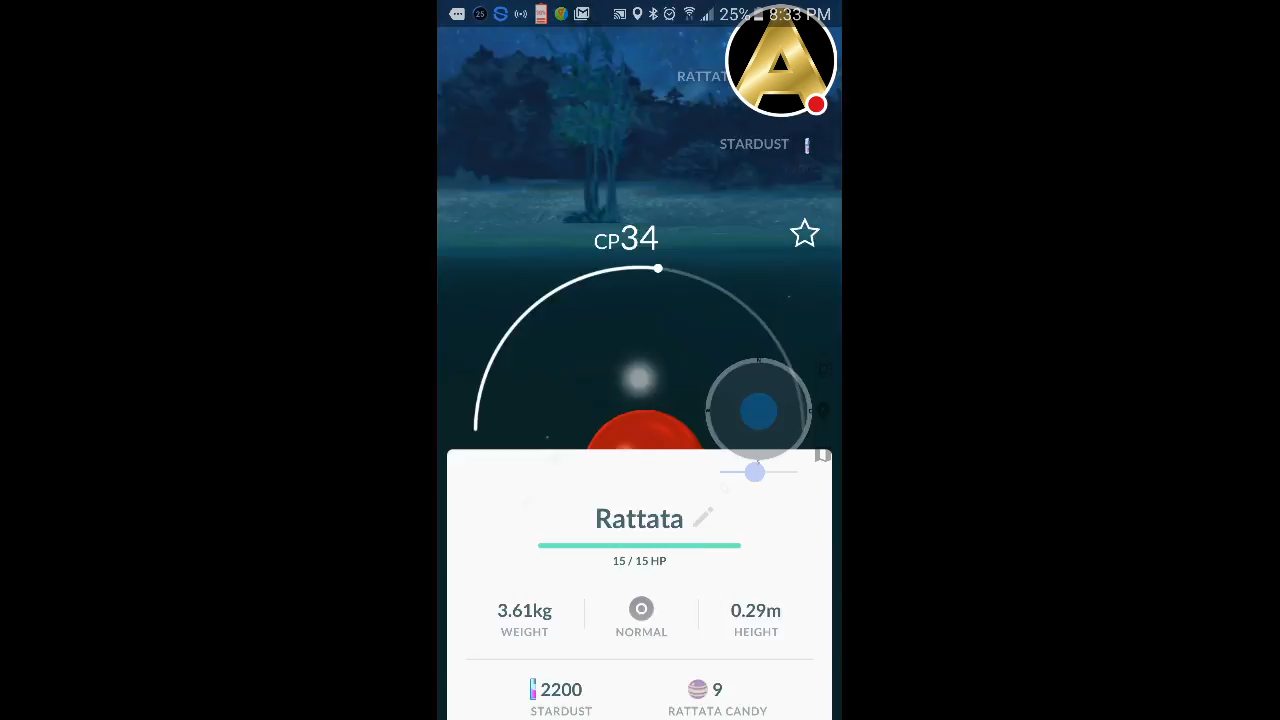 25 25% 8:33 PM
A
RATTAT
STARDUST
CP34
Rattata
15 / 15 HP
3.61kg
WEIGHT
NORMAL
0.29m
HEIGHT
2200
STARDUST
9
RATTATA CANDY